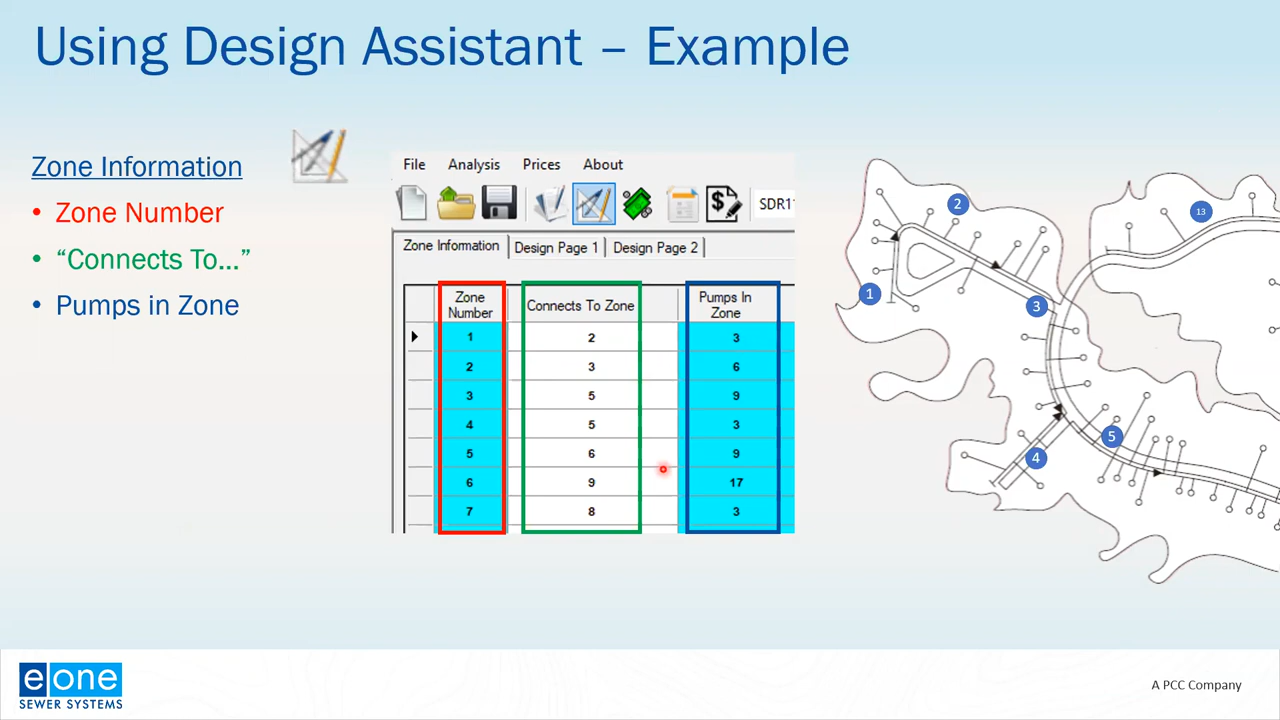 Using Design Assistant – Example
Zone Information
• Zone Number
• “Connects To…”
• Pumps in Zone
File Analysis Prices About
SDR11
Zone Information Design Page 1 Design Page 2
Zone Number Connects To Zone Pumps In Zone
1 2 3
2 3 6
3 5 9
4 5 3
5 6 9
6 9 17
7 8 3
2
13
1
3
5
4
e one
SEWER SYSTEMS
A PCC Company